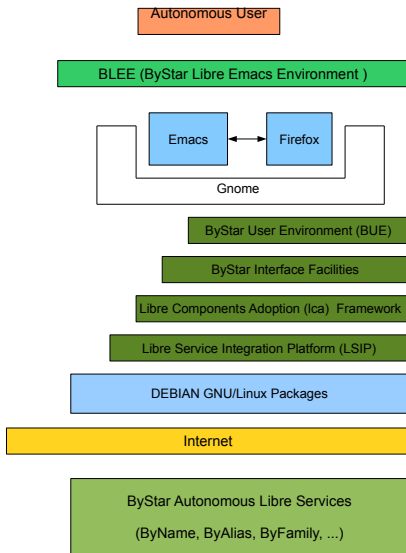 Autonomous User
BLEE (ByStar Libre Emacs Environment )
Emacs
Firefox
Gnome
ByStar User Environment (BUE)
ByStar Interface Facilities
Libre Components Adoption (lca) Framework
Libre Service Integration Platform (LSIP)
DEBIAN GNU/Linux Packages
Internet
ByStar Autonomous Libre Services
(ByName, ByAlias, ByFamily, ...)